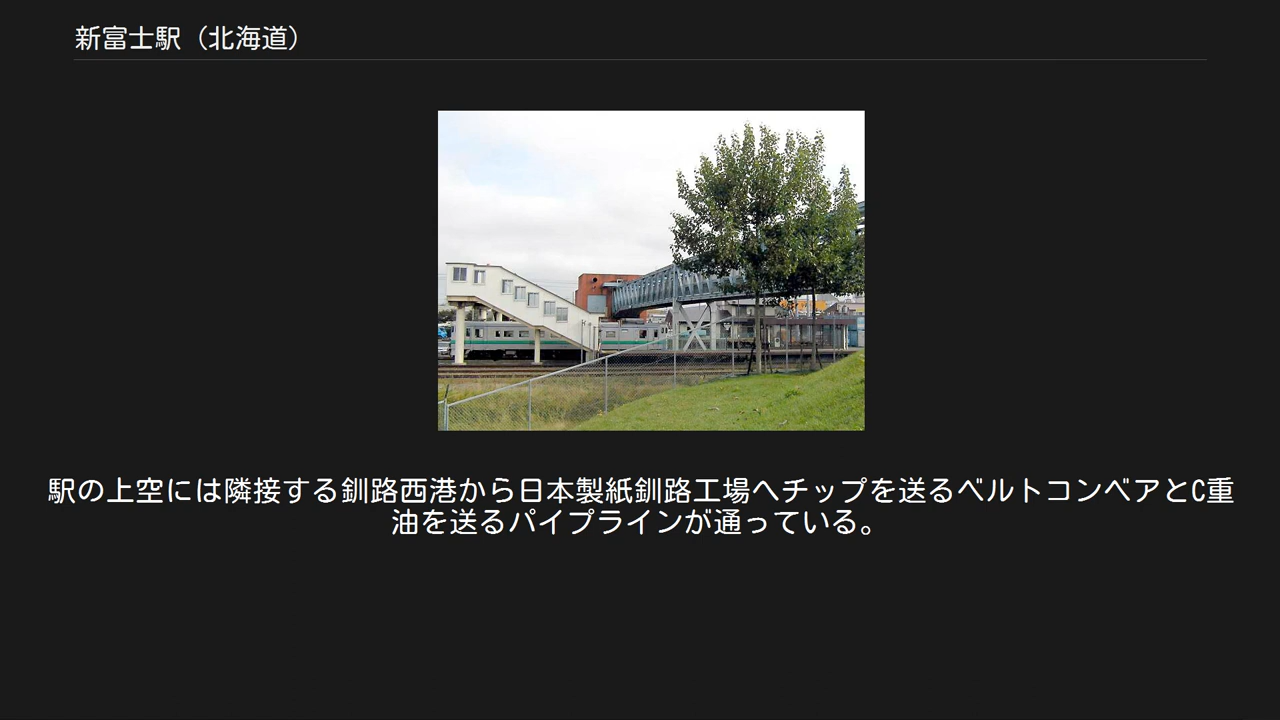 新富士駅（北海道）
駅の上空には隣接する釧路西港から日本製紙釧路工場へチップを送るベルトコンベアとC重
油を送るパイプラインが通っている。